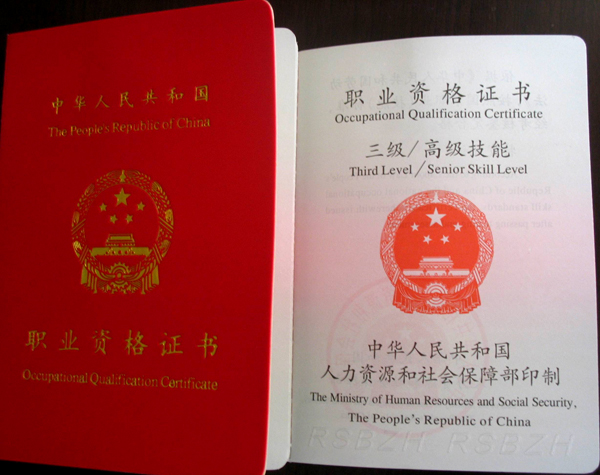 中华人民共和国
The People's Republic of China
职业资格证书
Occupational Qualification Certificate
职业资格证书
Occupational Qualification Certificate
三级/高级技能
Third Level/Senior Skill Level
中华人民共和国
人力资源和社会保障部印制
The Ministry of Human Resources and Social Security,
The People's Republic of China
RSBZH RSBZH